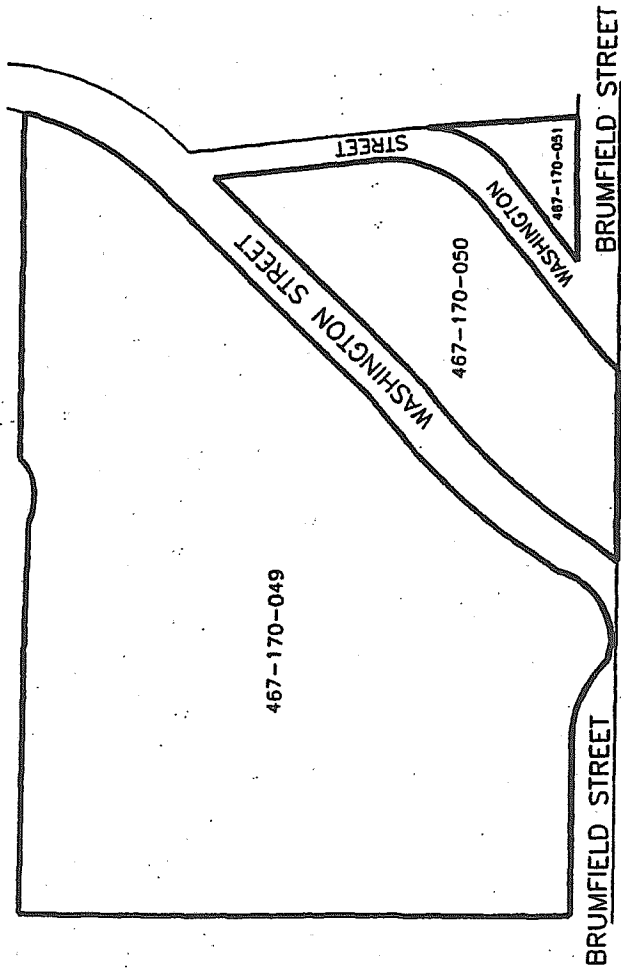 STREET
WASHINGTON
467-170-051
BRUMFIELD STREET
WASHINGTON STREET
467-170-050
467-170-049
BRUMFIELD STREET